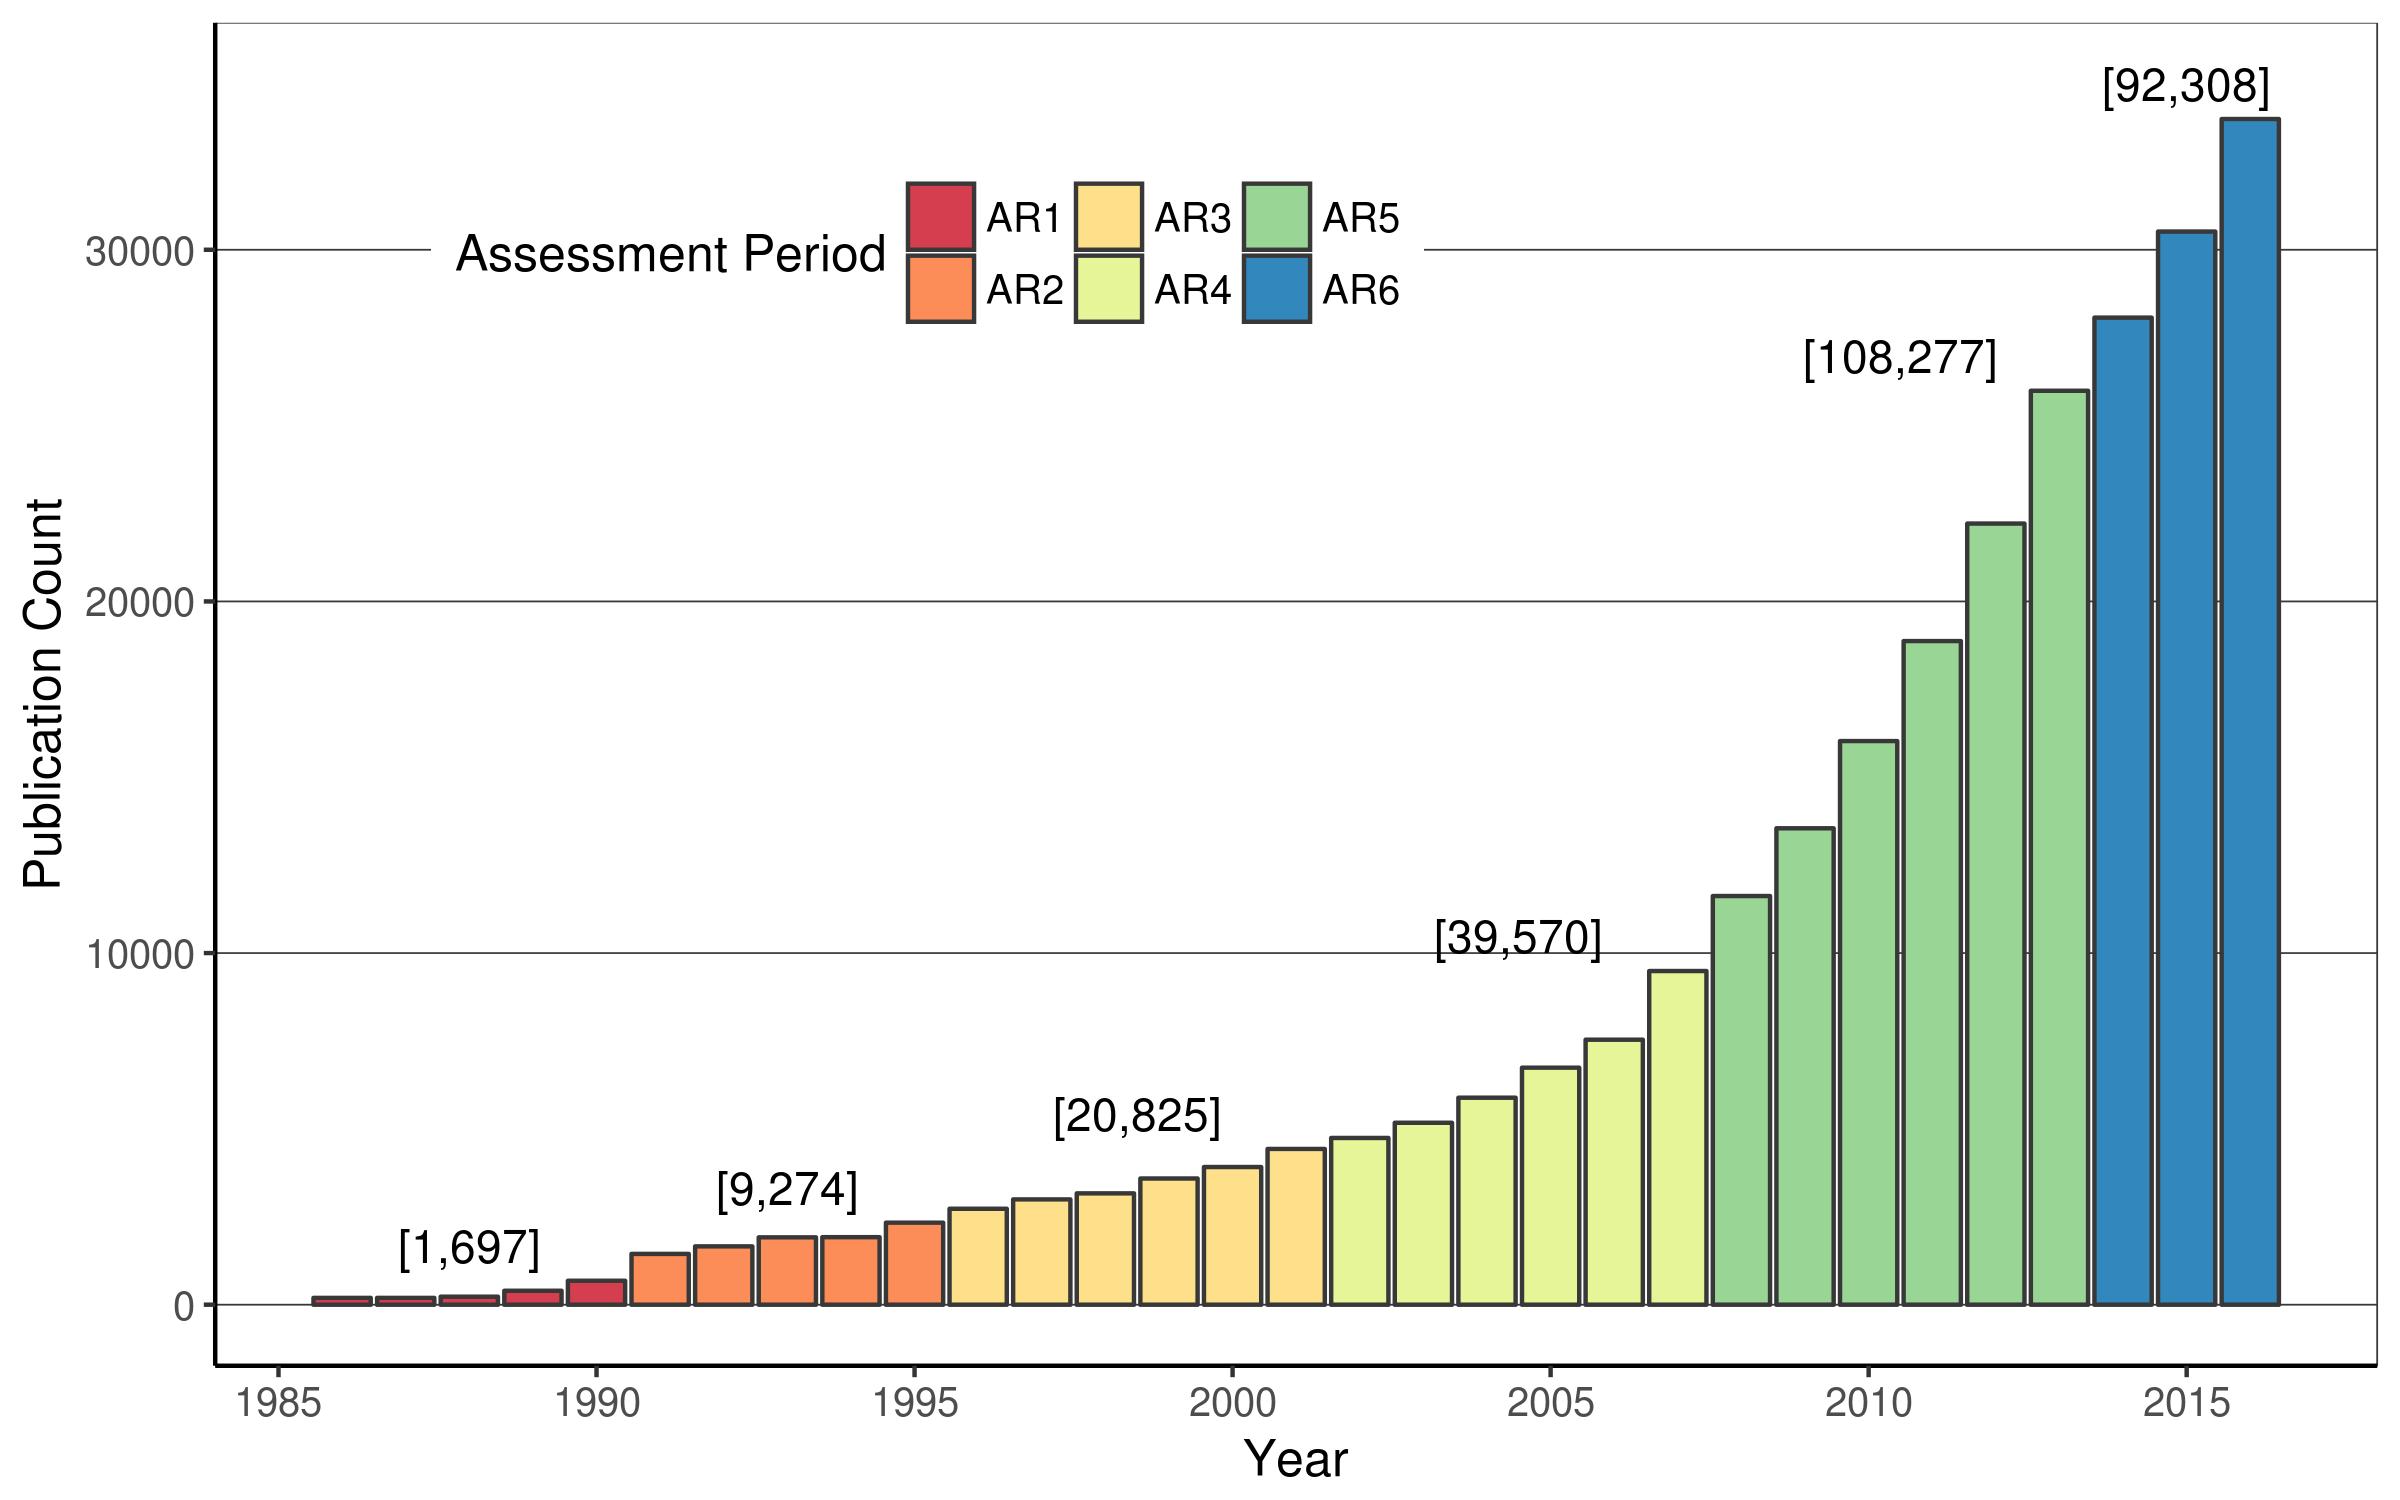 [92,308]
Assessment Period
AR1 AR3 AR5
AR2 AR4 AR6
30000
[108,277]
20000
Publication Count
[39,570]
10000
[20,825]
[9,274]
[1,697]
0
1985 1990 1995 2000 2005 2010 2015
Year